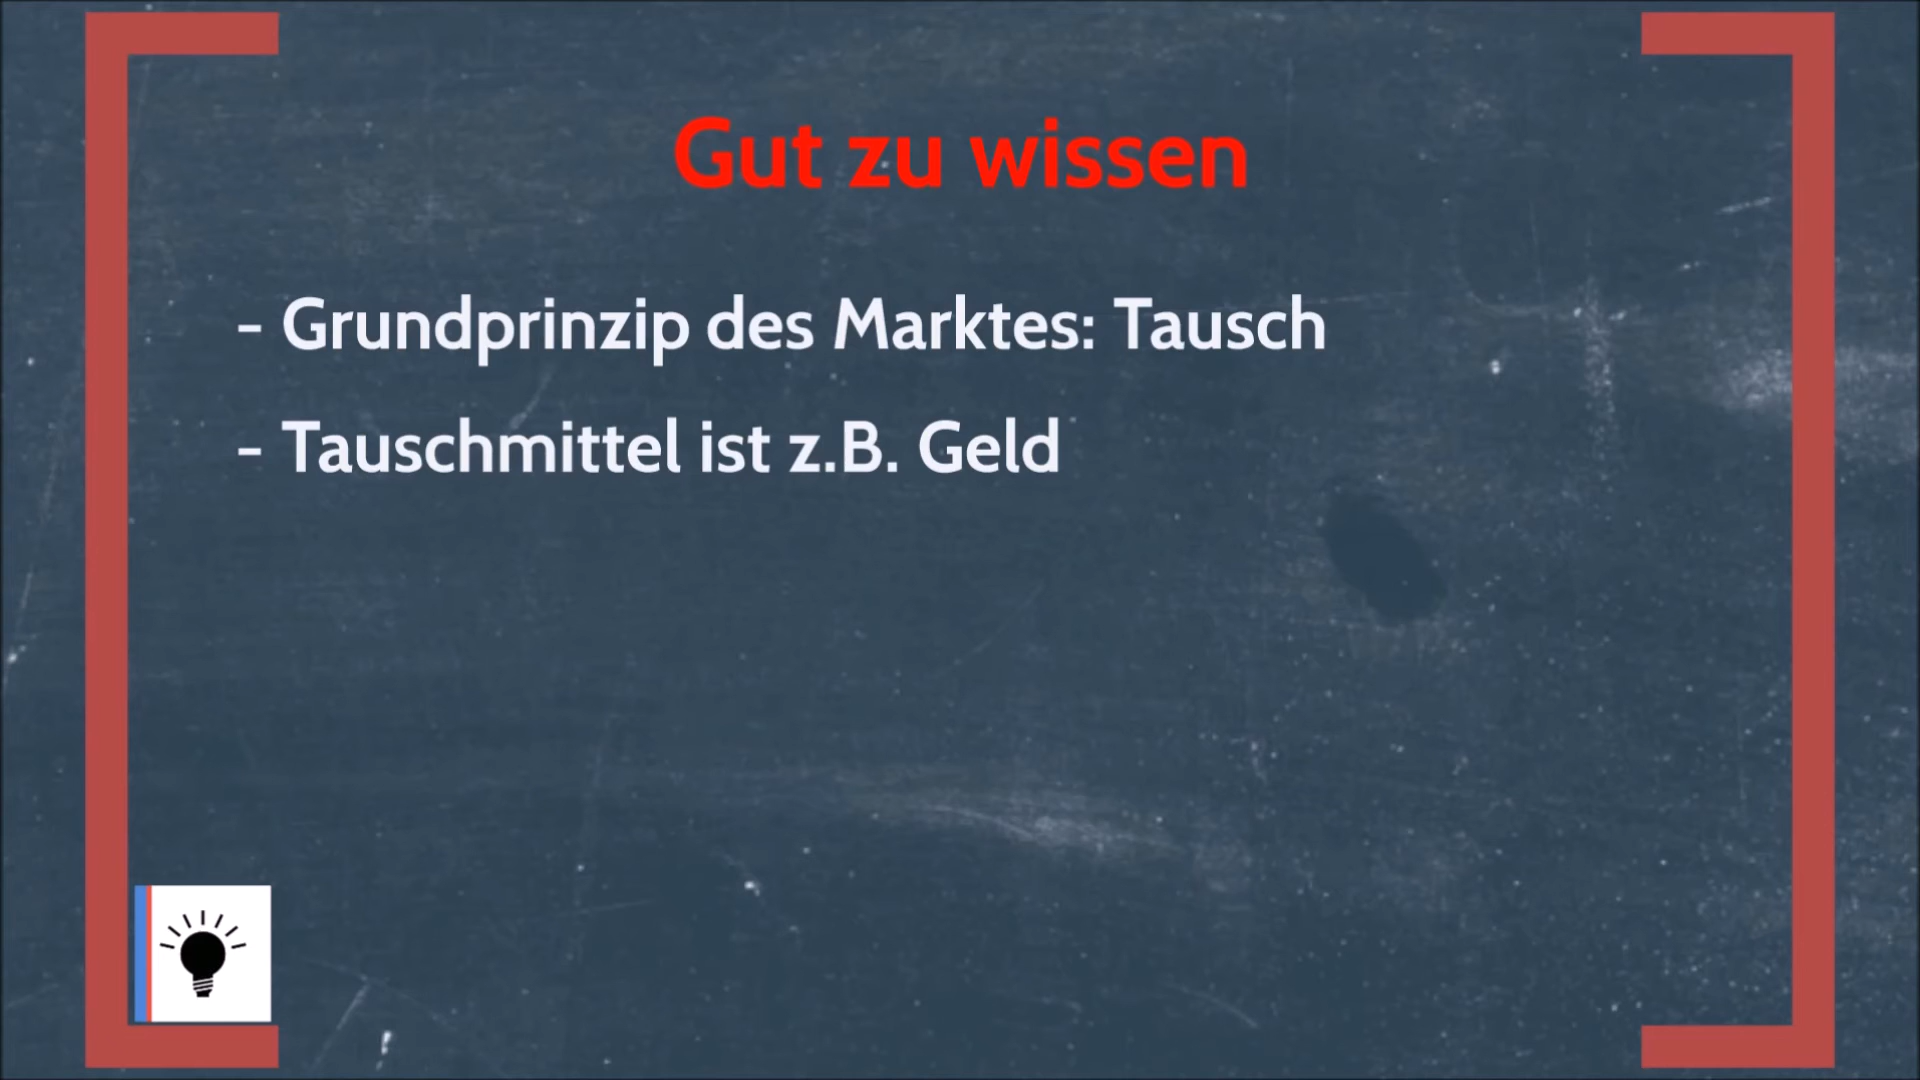 Gut zu wissen
- Grundprinzip des Marktes: Tausch
- Tauschmittel ist z.B. Geld